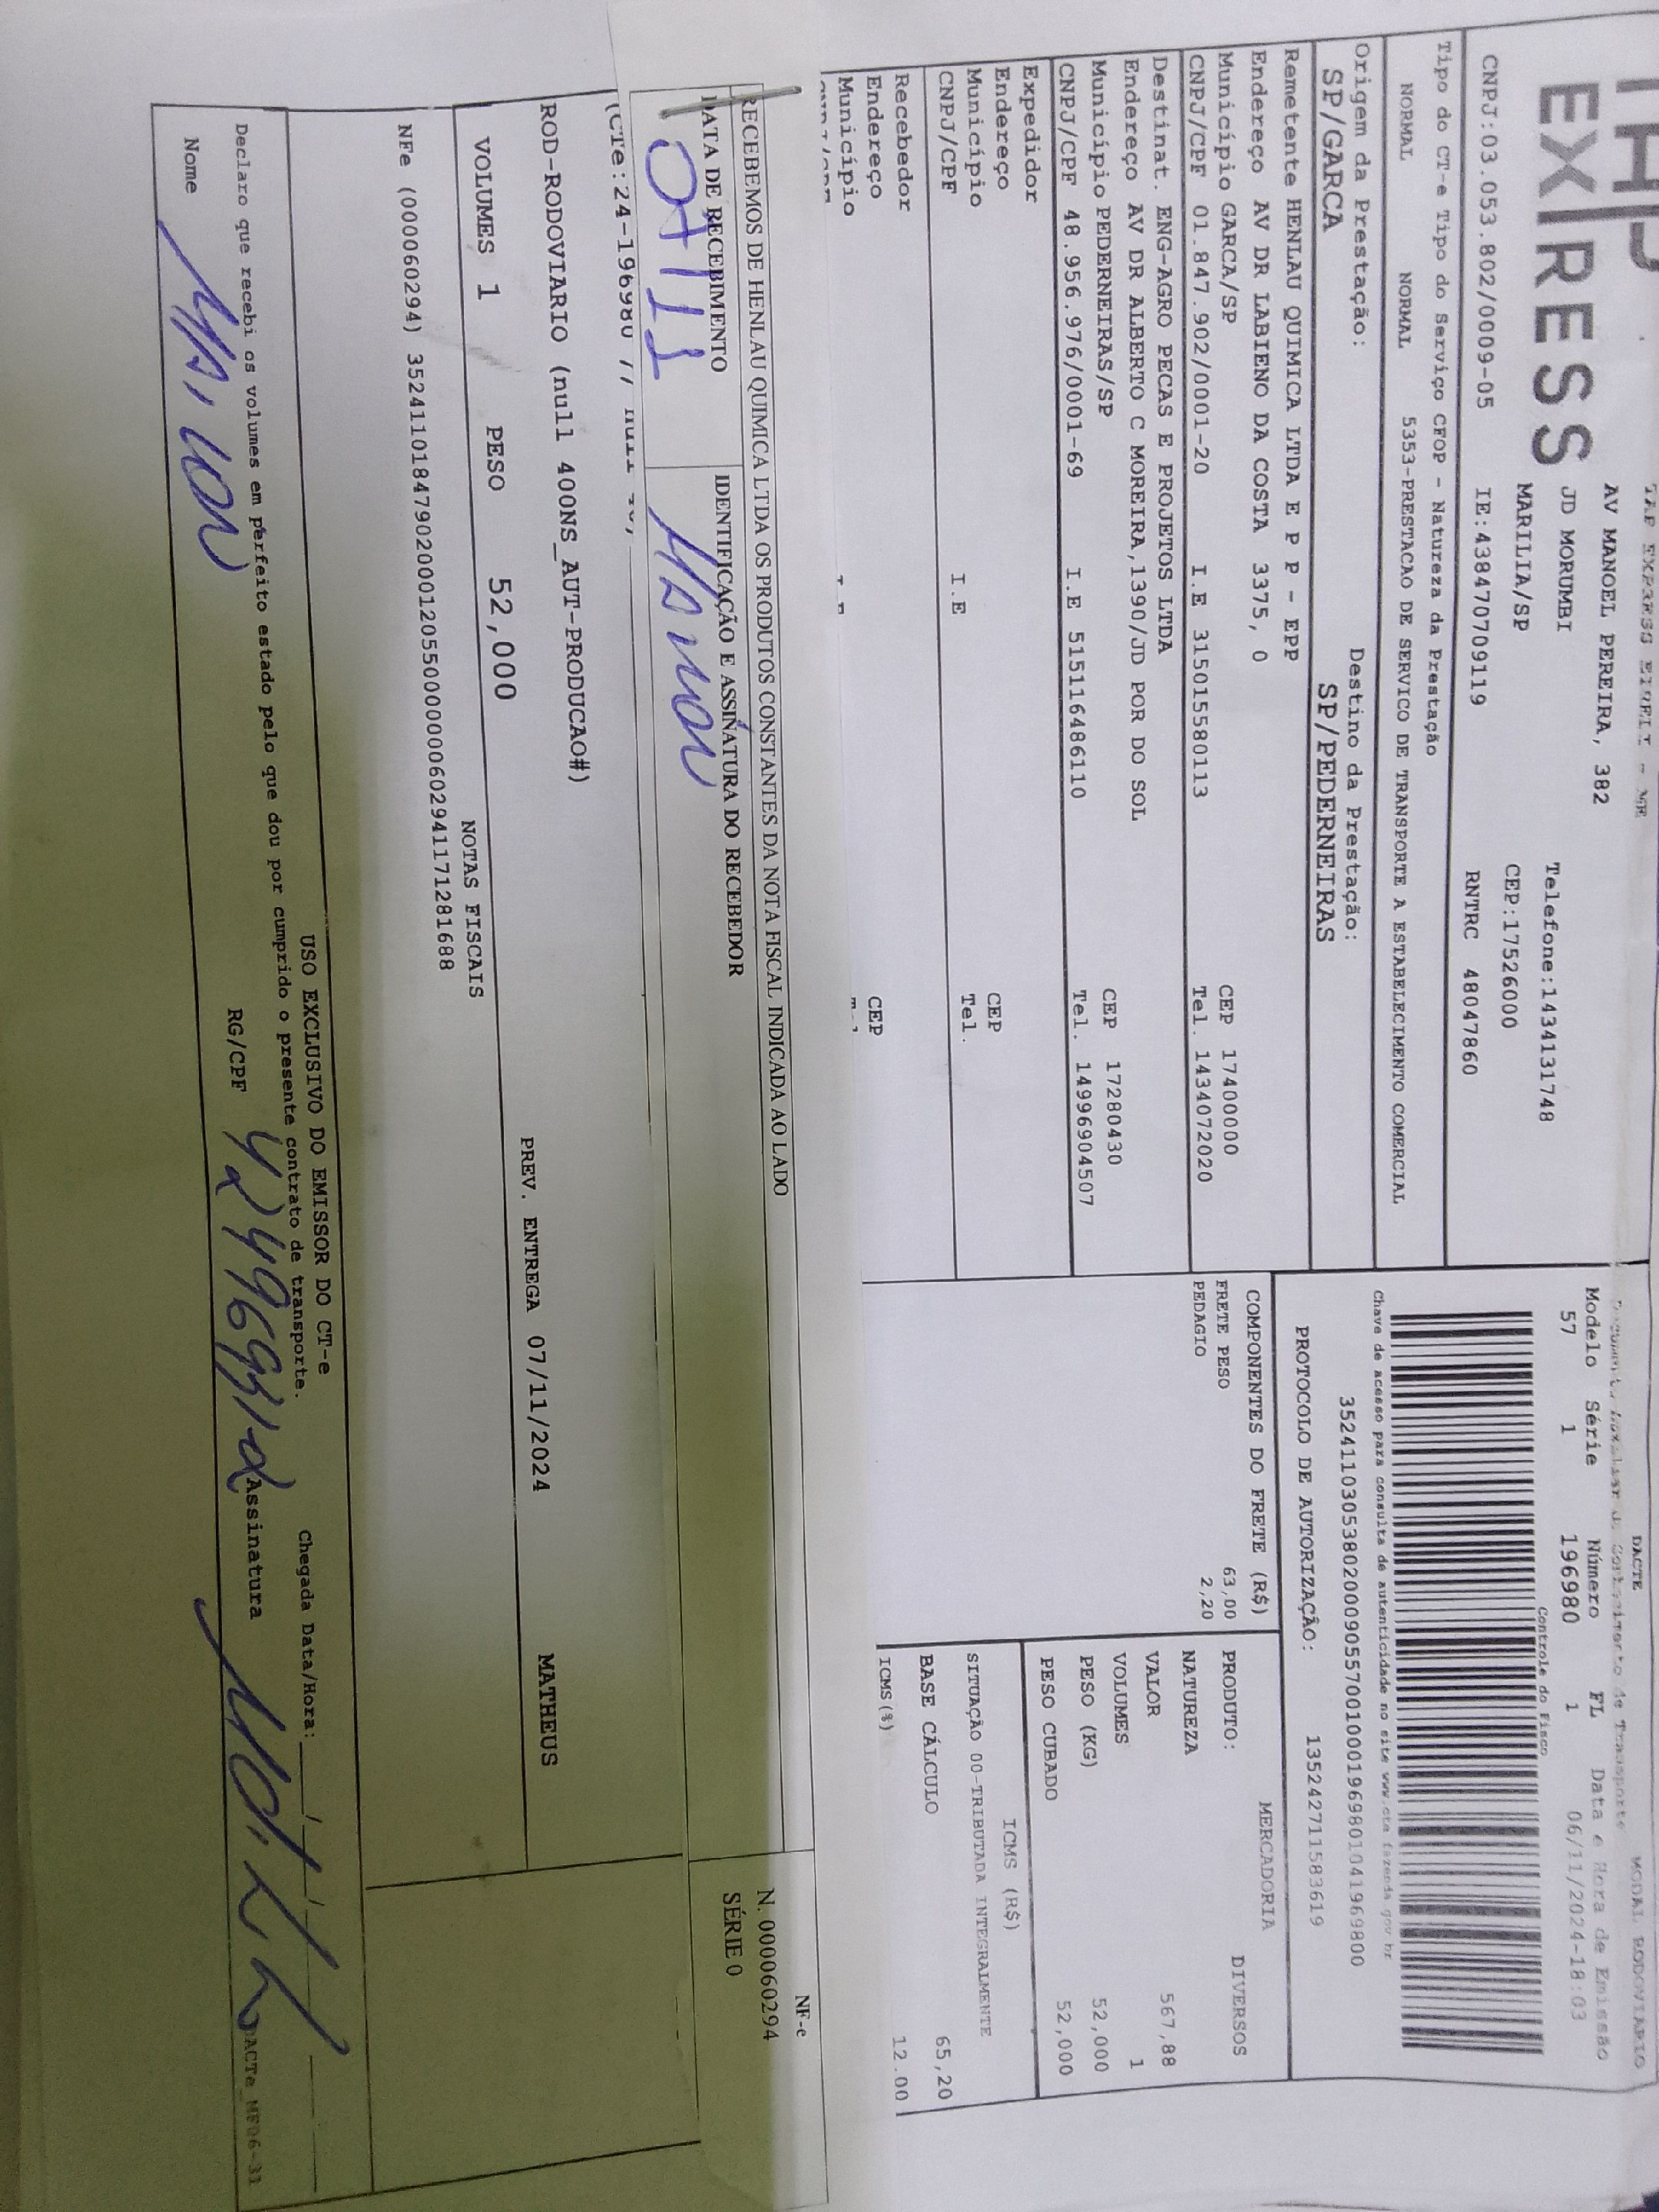 EXPRESS
AV MANOEL PEREIRA, 382
JD MORUMBI
Telefone:1434131748
MARILIA/SP
CEP:17526000
CNPJ:03.053.802/0009-05 IE:438470709119 RNTRC 48047860
DACTE
MODAL RODOVIARIO
Modelo Série Número FL Data e Hora de Emissão
57 1 196980 1 06/11/2024-18:03
Controle do Fisco
Chave de acesso para consulta de autenticidade no site www.cte.fazenda.gov.br
35241103053802000905570010001969801041969800
PROTOCOLO DE AUTORIZAÇÃO: 135242711583619
Tipo do CT-e Tipo do Serviço CFOP - Natureza da Prestação
NORMAL NORMAL 5353-PRESTACAO DE SERVICO DE TRANSPORTE A ESTABELECIMENTO COMERCIAL
Origem da Prestação: Destino da Prestação:
SP/GARCA SP/PEDERNEIRAS
Remetente HENLAU QUIMICA LTDA E P P - EPP
Endereço AV DR LABIENO DA COSTA 3375, 0
Município GARCA/SP CEP 17400000
CNPJ/CPF 01.847.902/0001-20 I.E 315015580113 Tel. 1434072020
Destinat. ENG-AGRO PECAS E PROJETOS LTDA
Endereço AV DR ALBERTO C MOREIRA,1390/JD POR DO SOL
Município PEDERNEIRAS/SP CEP 17280430
CNPJ/CPF 48.956.976/0001-69 I.E 515116486110 Tel. 14996904507
Expedidor
Endereço
Município CEP
CNPJ/CPF I.E Tel.
Recebedor
Endereço
Município CEP
COMPONENTES DO FRETE (R$)
FRETE PESO 63,00
PEDAGIO 2,20
MERCADORIA
PRODUTO: DIVERSOS
NATUREZA
VALOR 567,88
VOLUMES 1
PESO (KG) 52,000
PESO CUBADO 52,000
ICMS (R$)
SITUAÇÃO 00-TRIBUTADA INTEGRALMENTE
BASE CÁLCULO 65,20
ICMS(%) 12.00
RECEBEMOS DE HENLAU QUIMICA LTDA OS PRODUTOS CONSTANTES DA NOTA FISCAL INDICADA AO LADO
DATA DE RECEBIMENTO IDENTIFICAÇÃO E ASSINATURA DO RECEBEDOR
NF-e
N. 000060294
SÉRIE 0
ROD-RODOVIARIO (null 400NS_AUT-PRODUCAO#)
PREV. ENTREGA 07/11/2024 MATHEUS
VOLUMES 1 PESO 52,000
NOTAS FISCAIS
NFe (000060294) 35241101847902000120550000000602941171281688
USO EXCLUSIVO DO EMISSOR DO CT-e
Declaro que recebi os volumes em perfeito estado pelo que dou por cumprido o presente contrato de transporte.
Chegada Data/Hora: / /
Nome RG/CPF Assinatura